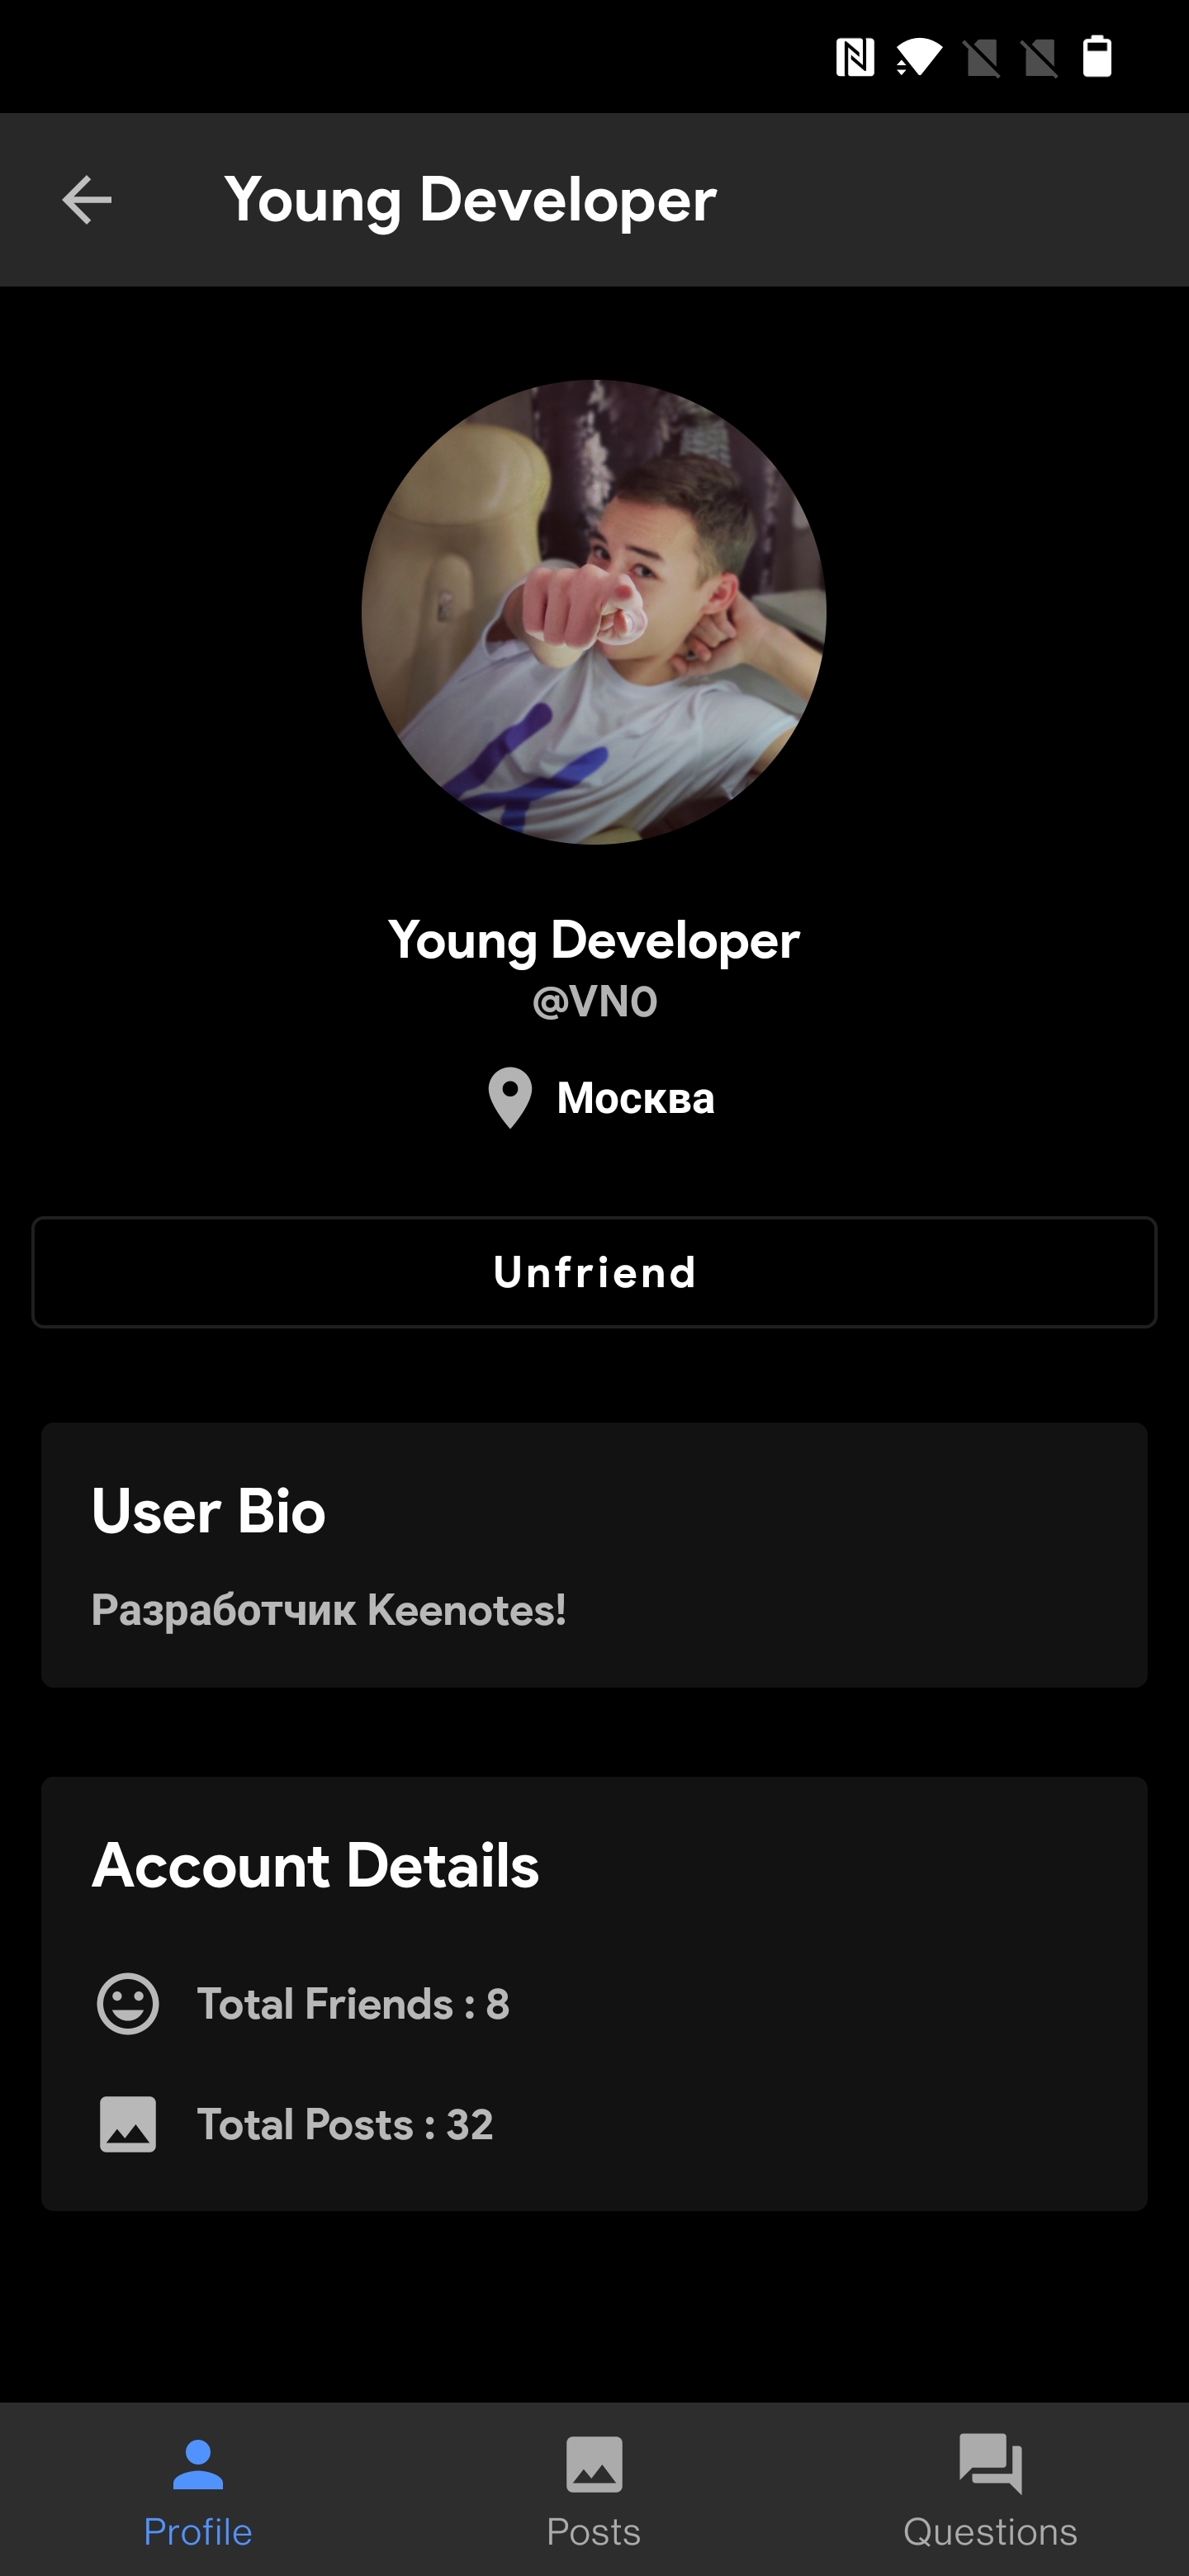 Young Developer
Young Developer
@VN0
Москва
Unfriend
User Bio
Разработчик Keenotes!
Account Details
Total Friends : 8
Total Posts : 32
Profile
Posts
Questions